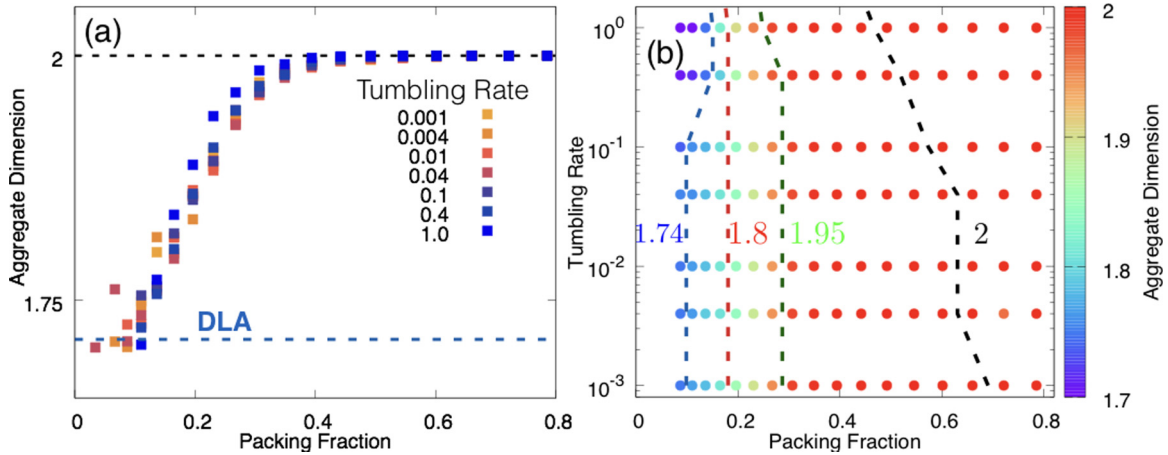 (a)
Aggregate Dimension
2
1.75
DLA
Tumbling Rate
0.001
0.004
0.01
0.04
0.1
0.4
1.0
0 0.2 0.4 0.6 0.8
Packing Fraction
(b)
Tumbling Rate
10^0
10^-1
10^-2
10^-3
1.74 1.8 1.95 2
0 0.2 0.4 0.6 0.8
Packing Fraction
2
1.9
1.8
1.7
Aggregate Dimension